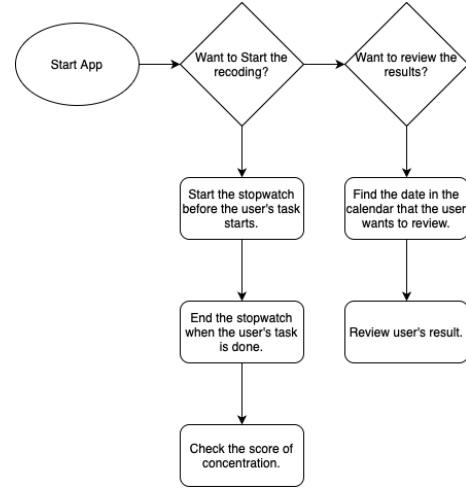 Start App
Want to Start the
recoding?
Want to review the
results?
Start the stopwatch
before the user's task
starts.
Find the date in the
calendar that the user
wants to review.
End the stopwatch
when the user's task
is done.
Review user's result.
Check the score of
concentration.